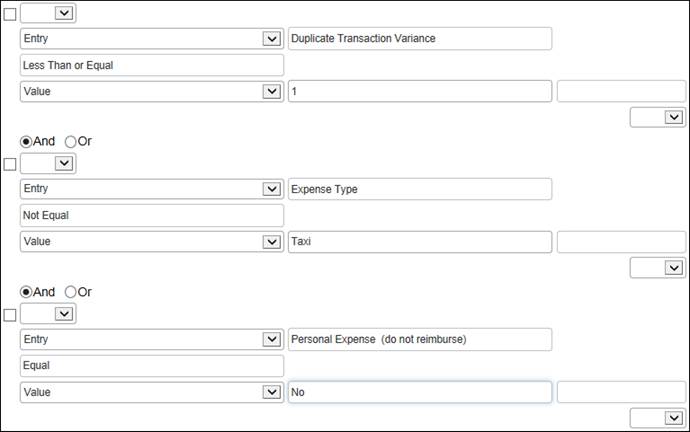 Entry Duplicate Transaction Variance
Less Than or Equal
Value 1
And Or
Entry Expense Type
Not Equal
Value Taxi
And Or
Entry Personal Expense (do not reimburse)
Equal
Value No